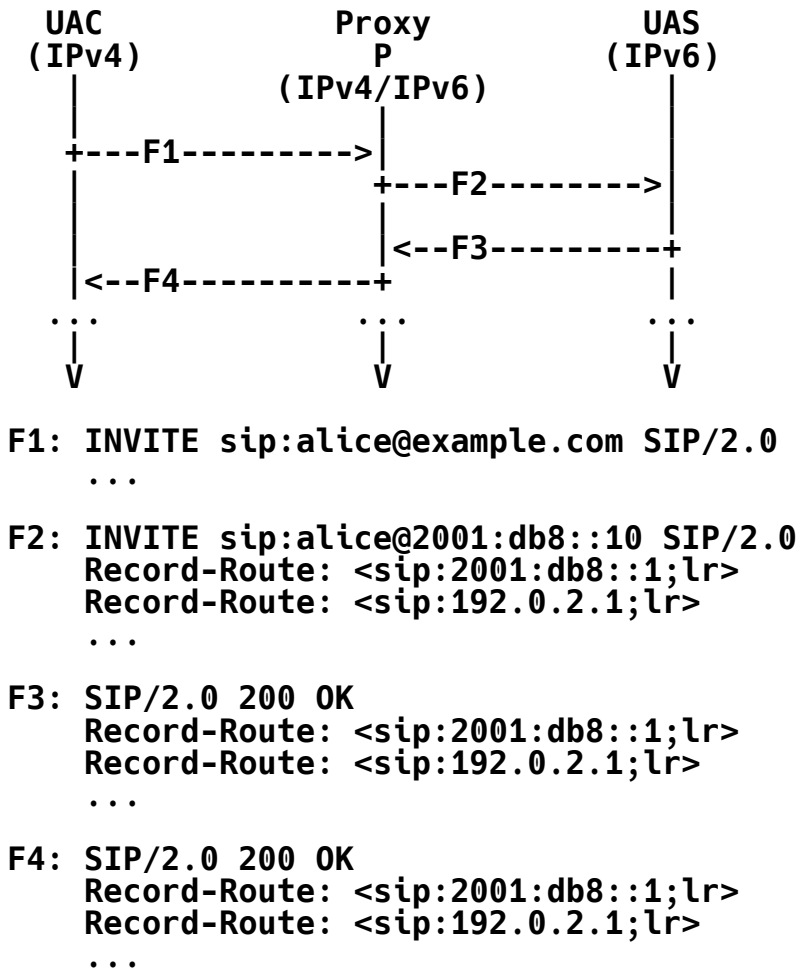 UAC Proxy UAS
(IPv4) P (IPv6)
| (IPv4/IPv6) |
| | |
+---F1--------->| |
| +---F2-------->|
| | |
| |<--F3---------+
|<--F4----------+ |
... ... ...
| | |
V V V
F1: INVITE sip:alice@example.com SIP/2.0
...
F2: INVITE sip:alice@2001:db8::10 SIP/2.0
Record-Route: <sip:2001:db8::1;lr>
Record-Route: <sip:192.0.2.1;lr>
...
F3: SIP/2.0 200 OK
Record-Route: <sip:2001:db8::1;lr>
Record-Route: <sip:192.0.2.1;lr>
...
F4: SIP/2.0 200 OK
Record-Route: <sip:2001:db8::1;lr>
Record-Route: <sip:192.0.2.1;lr>
...